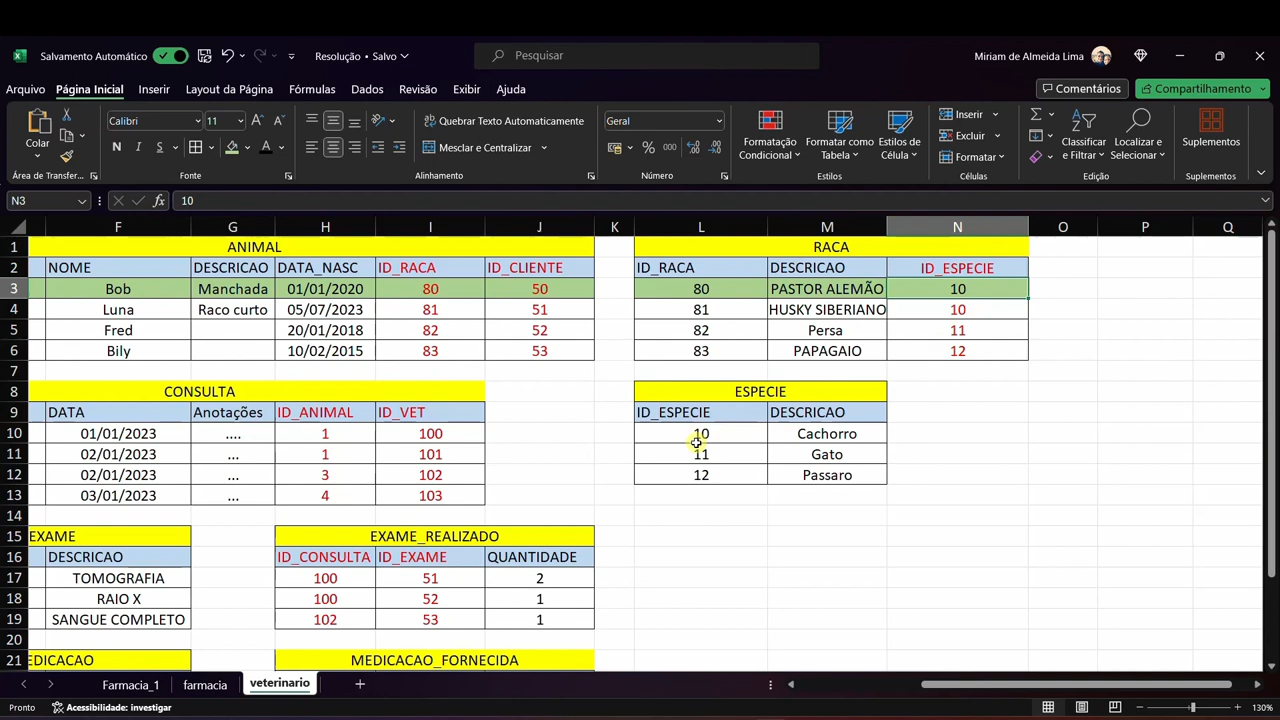 Salvamento Automático
Resolução • Salvo
Pesquisar
Miriam de Almeida Lima
Arquivo Página Inicial Inserir Layout da Página Fórmulas Dados Revisão Exibir Ajuda
Comentários Compartilhamento
Colar
Calibri 11
N I S
Quebrar Texto Automaticamente
Mesclar e Centralizar
Geral
Formatação Condicional
Formatar como Tabela
Estilos de Célula
Inserir
Excluir
Formatar
Classificar e Filtrar
Localizar e Selecionar
Suplementos
Área de Transfer... Fonte Alinhamento Número Estilos Células Edição Suplementos
N3 fx 10
F G H I J K L M N O P Q
1 ANIMAL RACA
2 NOME DESCRICAO DATA_NASC ID_RACA ID_CLIENTE ID_RACA DESCRICAO ID_ESPECIE
3 Bob Manchada 01/01/2020 80 50 80 PASTOR ALEMÃO 10
4 Luna Raco curto 05/07/2023 81 51 81 HUSKY SIBERIANO 10
5 Fred 20/01/2018 82 52 82 Persa 11
6 Bily 10/02/2015 83 53 83 PAPAGAIO 12
7
8 CONSULTA ESPECIE
9 DATA Anotações ID_ANIMAL ID_VET ID_ESPECIE DESCRICAO
10 01/01/2023 .... 1 100 10 Cachorro
11 02/01/2023 ... 1 101 11 Gato
12 02/01/2023 ... 3 102 12 Passaro
13 03/01/2023 ... 4 103
14
15 EXAME EXAME_REALIZADO
16 DESCRICAO ID_CONSULTA ID_EXAME QUANTIDADE
17 TOMOGRAFIA 100 51 2
18 RAIO X 100 52 1
19 SANGUE COMPLETO 102 53 1
20
21 EDICACAO MEDICACAO_FORNECIDA
Farmacia_1 farmacia veterinario
Pronto Acessibilidade: investigar 130%